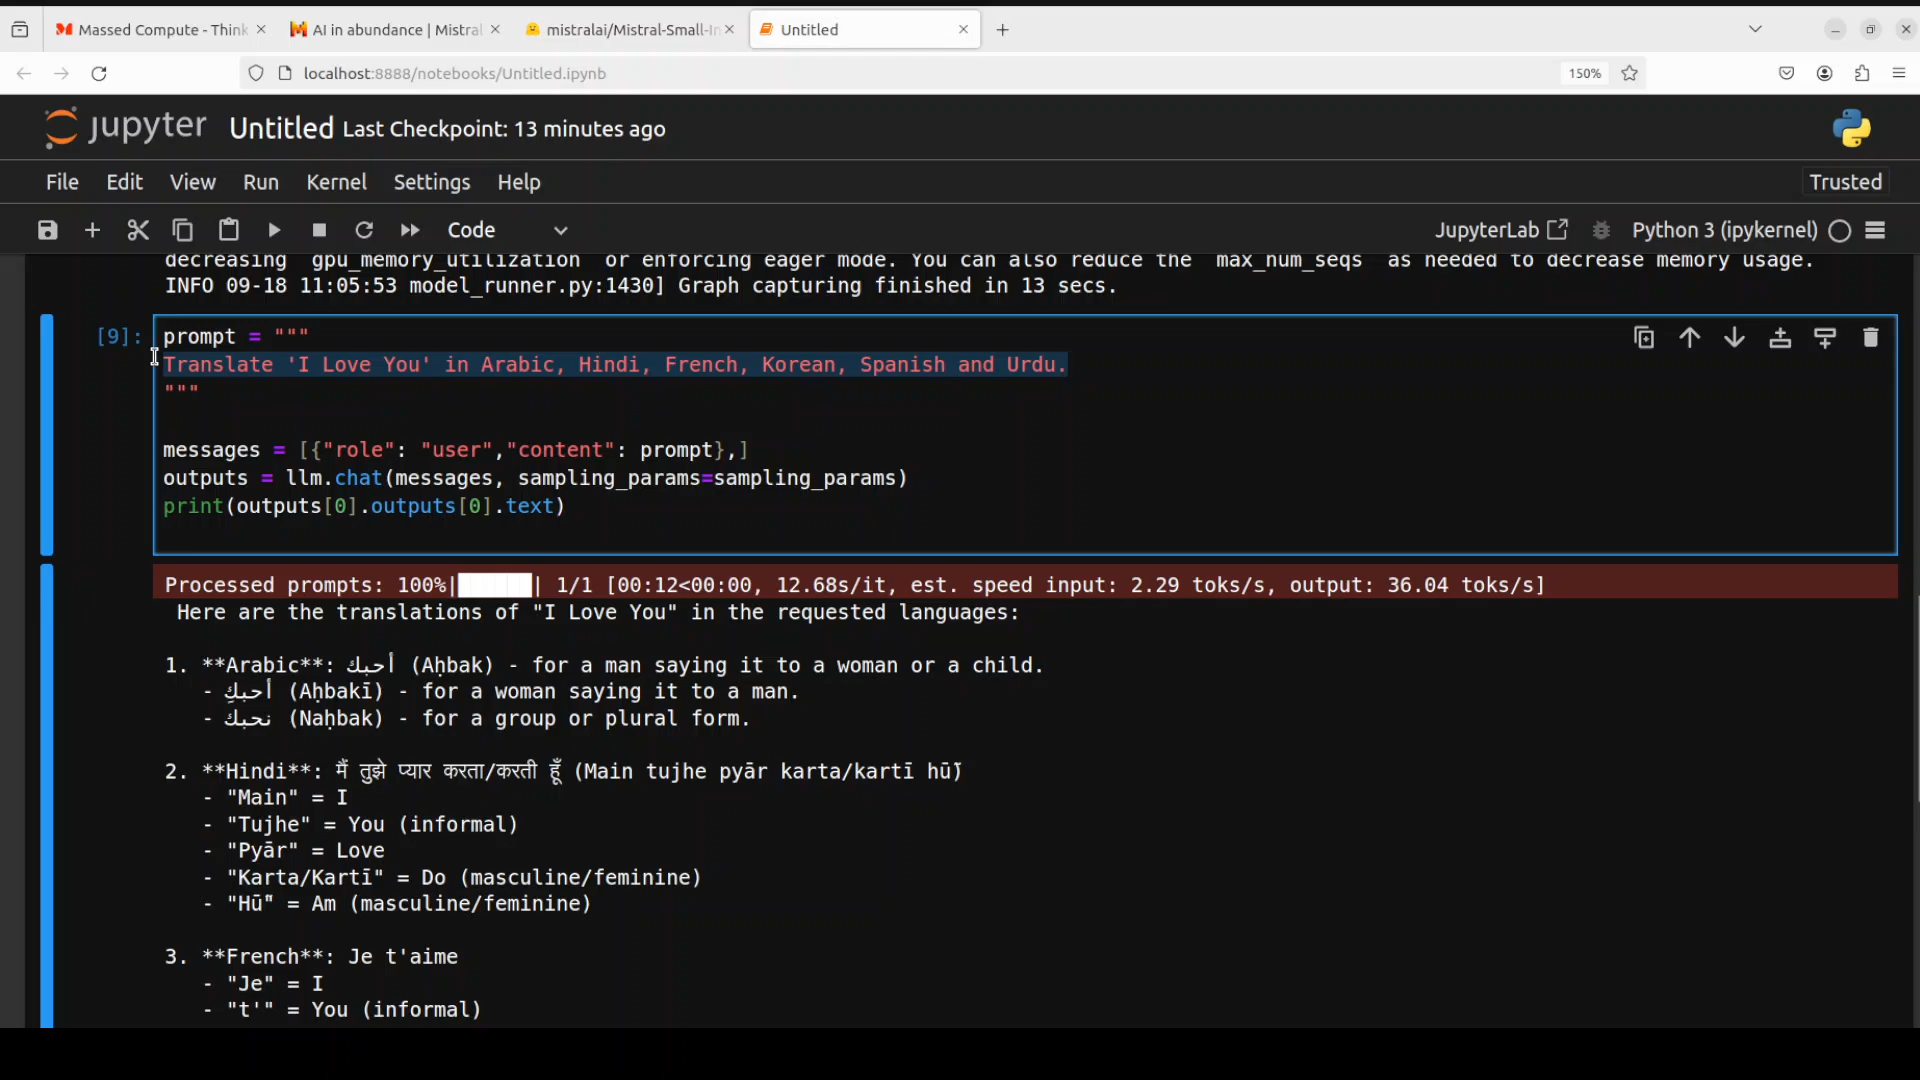 Massed Compute - Think
AI in abundance | Mistral
mistralai/Mistral-Small-In
Untitled
localhost:8888/notebooks/Untitled.ipynb
150%
jupyter Untitled Last Checkpoint: 13 minutes ago
File Edit View Run Kernel Settings Help Trusted
Code JupyterLab Python 3 (ipykernel)
decreasing `gpu_memory_utilization` or enforcing eager mode. You can also reduce the `max_num_seqs` as needed to decrease memory usage.
INFO 09-18 11:05:53 model_runner.py:1430] Graph capturing finished in 13 secs.
[9]: prompt = """
Translate 'I Love You' in Arabic, Hindi, French, Korean, Spanish and Urdu.
"""
messages = [{"role": "user","content": prompt},]
outputs = llm.chat(messages, sampling_params=sampling_params)
print(outputs[0].outputs[0].text)
Processed prompts: 100%|██████| 1/1 [00:12<00:00, 12.68s/it, est. speed input: 2.29 toks/s, output: 36.04 toks/s]
Here are the translations of "I Love You" in the requested languages:
1. **Arabic**: أحبك (Aḥbak) - for a man saying it to a woman or a child.
- أحبكِ (Aḥbakī) - for a woman saying it to a man.
- نحبك (Naḥbak) - for a group or plural form.
2. **Hindi**: मैं तुझे प्यार करता/करती हूँ (Main tujhe pyār karta/kartī hū̃)
- "Main" = I
- "Tujhe" = You (informal)
- "Pyār" = Love
- "Karta/Kartī" = Do (masculine/feminine)
- "Hū̃" = Am (masculine/feminine)
3. **French**: Je t'aime
- "Je" = I
- "t'" = You (informal)